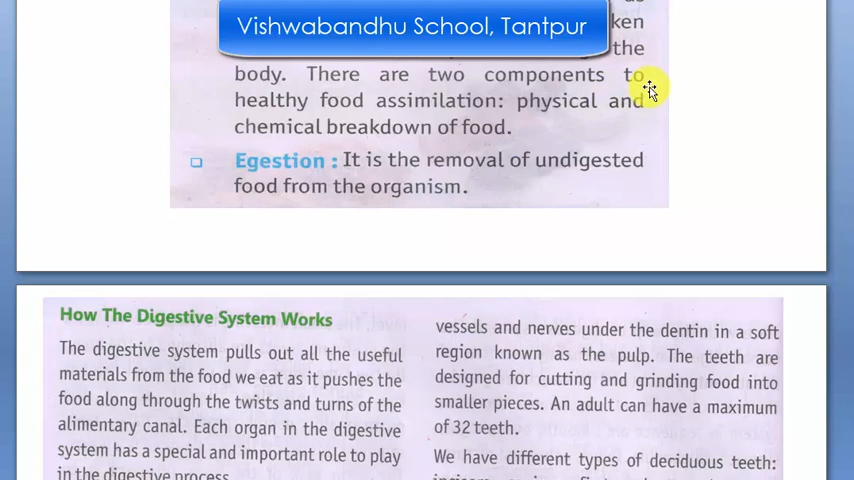 Vishwabandhu School, Tantpur
ken
the
body. There are two components to
healthy food assimilation: physical and
chemical breakdown of food.
❑ Egestion : It is the removal of undigested
food from the organism.
How The Digestive System Works
The digestive system pulls out all the useful
materials from the food we eat as it pushes the
food along through the twists and turns of the
alimentary canal. Each organ in the digestive
system has a special and important role to play
in the digestive process.
vessels and nerves under the dentin in a soft
region known as the pulp. The teeth are
designed for cutting and grinding food into
smaller pieces. An adult can have a maximum
of 32 teeth.
We have different types of deciduous teeth: